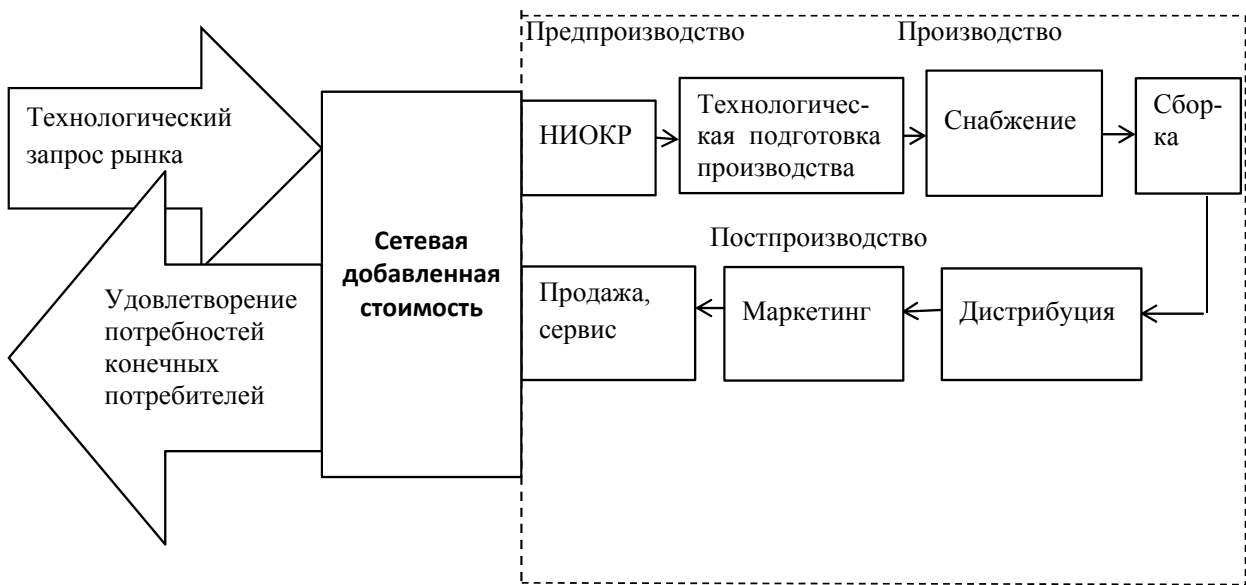 Предпроизводство
Производство
Технологический
запрос рынка
НИОКР
Технологичес-
кая подготовка
производства
Снабжение
Сбор-
ка
Сетевая
добавленная
стоимость
Постпроизводство
Удовлетворение
потребностей
конечных
потребителей
Продажа,
сервис
Маркетинг
Дистрибуция